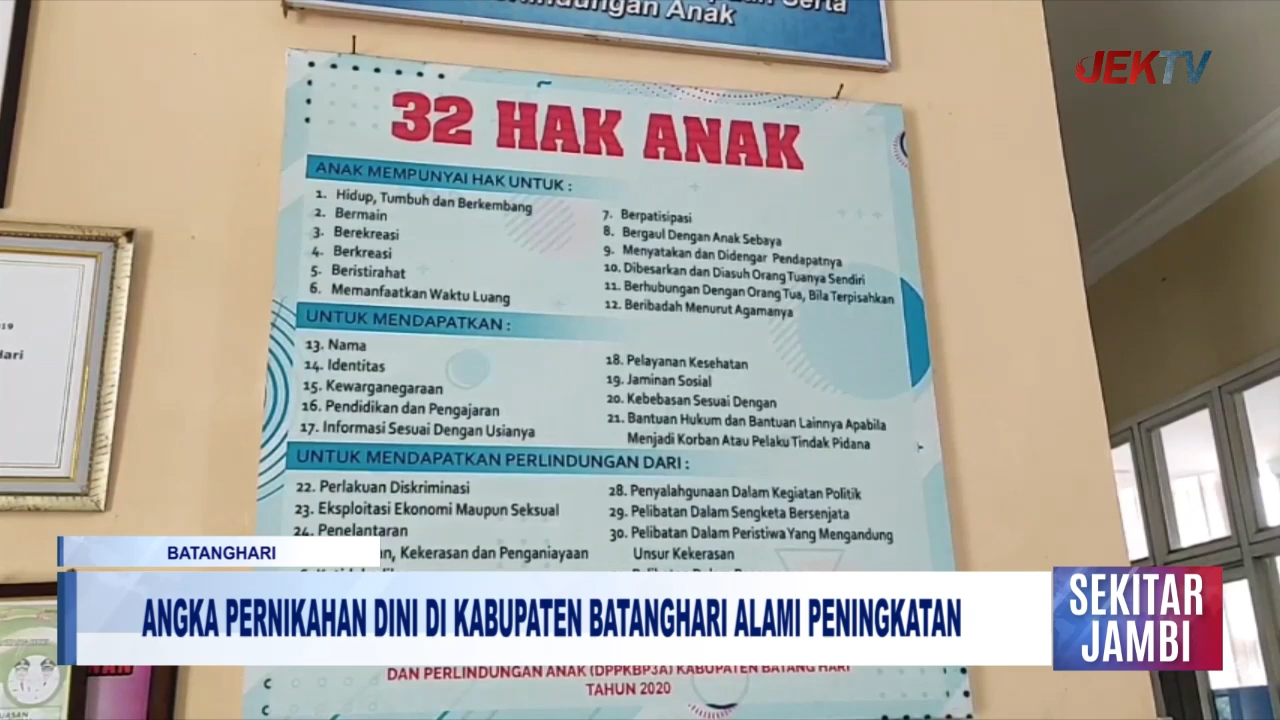 Serta
Perlindungan Anak
JEKTV
32 HAK ANAK
ANAK MEMPUNYAI HAK UNTUK :
1. Hidup, Tumbuh dan Berkembang
2. Bermain
3. Berekreasi
4. Berkreasi
5. Beristirahat
6. Memanfaatkan Waktu Luang
7. Berpatisipasi
8. Bergaul Dengan Anak Sebaya
9. Menyatakan dan Didengar Pendapatnya
10. Dibesarkan dan Diasuh Orang Tuanya Sendiri
11. Berhubungan Dengan Orang Tua, Bila Terpisahkan
12. Beribadah Menurut Agamanya
UNTUK MENDAPATKAN :
13. Nama
14. Identitas
15. Kewarganegaraan
16. Pendidikan dan Pengajaran
17. Informasi Sesuai Dengan Usianya
18. Pelayanan Kesehatan
19. Jaminan Sosial
20. Kebebasan Sesuai Dengan
21. Bantuan Hukum dan Bantuan Lainnya Apabila
Menjadi Korban Atau Pelaku Tindak Pidana
UNTUK MENDAPATKAN PERLINDUNGAN DARI :
22. Perlakuan Diskriminasi
23. Eksploitasi Ekonomi Maupun Seksual
24. Penelantaran
Kekerasan dan Penganiayaan
28. Penyalahgunaan Dalam Kegiatan Politik
29. Pelibatan Dalam Sengketa Bersenjata
30. Pelibatan Dalam Peristiwa Yang Mengandung
Unsur Kekerasan
BATANGHARI
ANGKA PERNIKAHAN DINI DI KABUPATEN BATANGHARI ALAMI PENINGKATAN
SEKITAR
JAMBI
DAN PERLINDUNGAN ANAK (DPPKBP3A) KABUPATEN BATANG HARI
TAHUN 2020